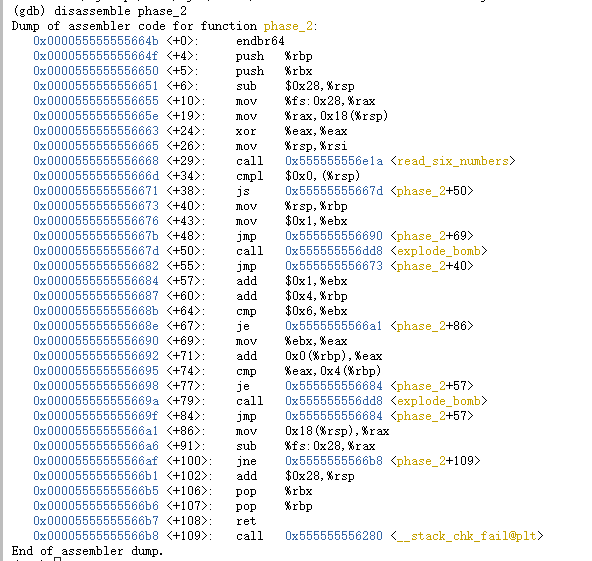 (gdb) disassemble phase_2
Dump of assembler code for function phase_2:
0x000055555555664b <+0>: endbr64
0x000055555555664f <+4>: push %rbp
0x0000555555556650 <+5>: push %rbx
0x0000555555556651 <+6>: sub $0x28,%rsp
0x0000555555556655 <+10>: mov %fs:0x28,%rax
0x000055555555665e <+19>: mov %rax,0x18(%rsp)
0x0000555555556663 <+24>: xor %eax,%eax
0x0000555555556665 <+26>: mov %rsp,%rsi
0x0000555555556668 <+29>: call 0x555555556e1a <read_six_numbers>
0x000055555555666d <+34>: cmpl $0x0,(%rsp)
0x0000555555556671 <+38>: js 0x55555555667d <phase_2+50>
0x0000555555556673 <+40>: mov %rsp,%rbp
0x0000555555556676 <+43>: mov $0x1,%ebx
0x000055555555667b <+48>: jmp 0x555555556690 <phase_2+69>
0x000055555555667d <+50>: call 0x555555556dd8 <explode_bomb>
0x0000555555556682 <+55>: jmp 0x555555556673 <phase_2+40>
0x0000555555556684 <+57>: add $0x1,%ebx
0x0000555555556687 <+60>: add $0x4,%rbp
0x000055555555668b <+64>: cmp $0x6,%ebx
0x000055555555668e <+67>: je 0x5555555566a1 <phase_2+86>
0x0000555555556690 <+69>: mov %ebx,%eax
0x0000555555556692 <+71>: add 0x0(%rbp),%eax
0x0000555555556695 <+74>: cmp %eax,0x4(%rbp)
0x0000555555556698 <+77>: je 0x555555556684 <phase_2+57>
0x000055555555669a <+79>: call 0x555555556dd8 <explode_bomb>
0x000055555555669f <+84>: jmp 0x555555556684 <phase_2+57>
0x00005555555566a1 <+86>: mov 0x18(%rsp),%rax
0x00005555555566a6 <+91>: sub %fs:0x28,%rax
0x00005555555566af <+100>: jne 0x5555555566b8 <phase_2+109>
0x00005555555566b1 <+102>: add $0x28,%rsp
0x00005555555566b5 <+106>: pop %rbx
0x00005555555566b6 <+107>: pop %rbp
0x00005555555566b7 <+108>: ret
0x00005555555566b8 <+109>: call 0x555555556280 <__stack_chk_fail@plt>
End of assembler dump.